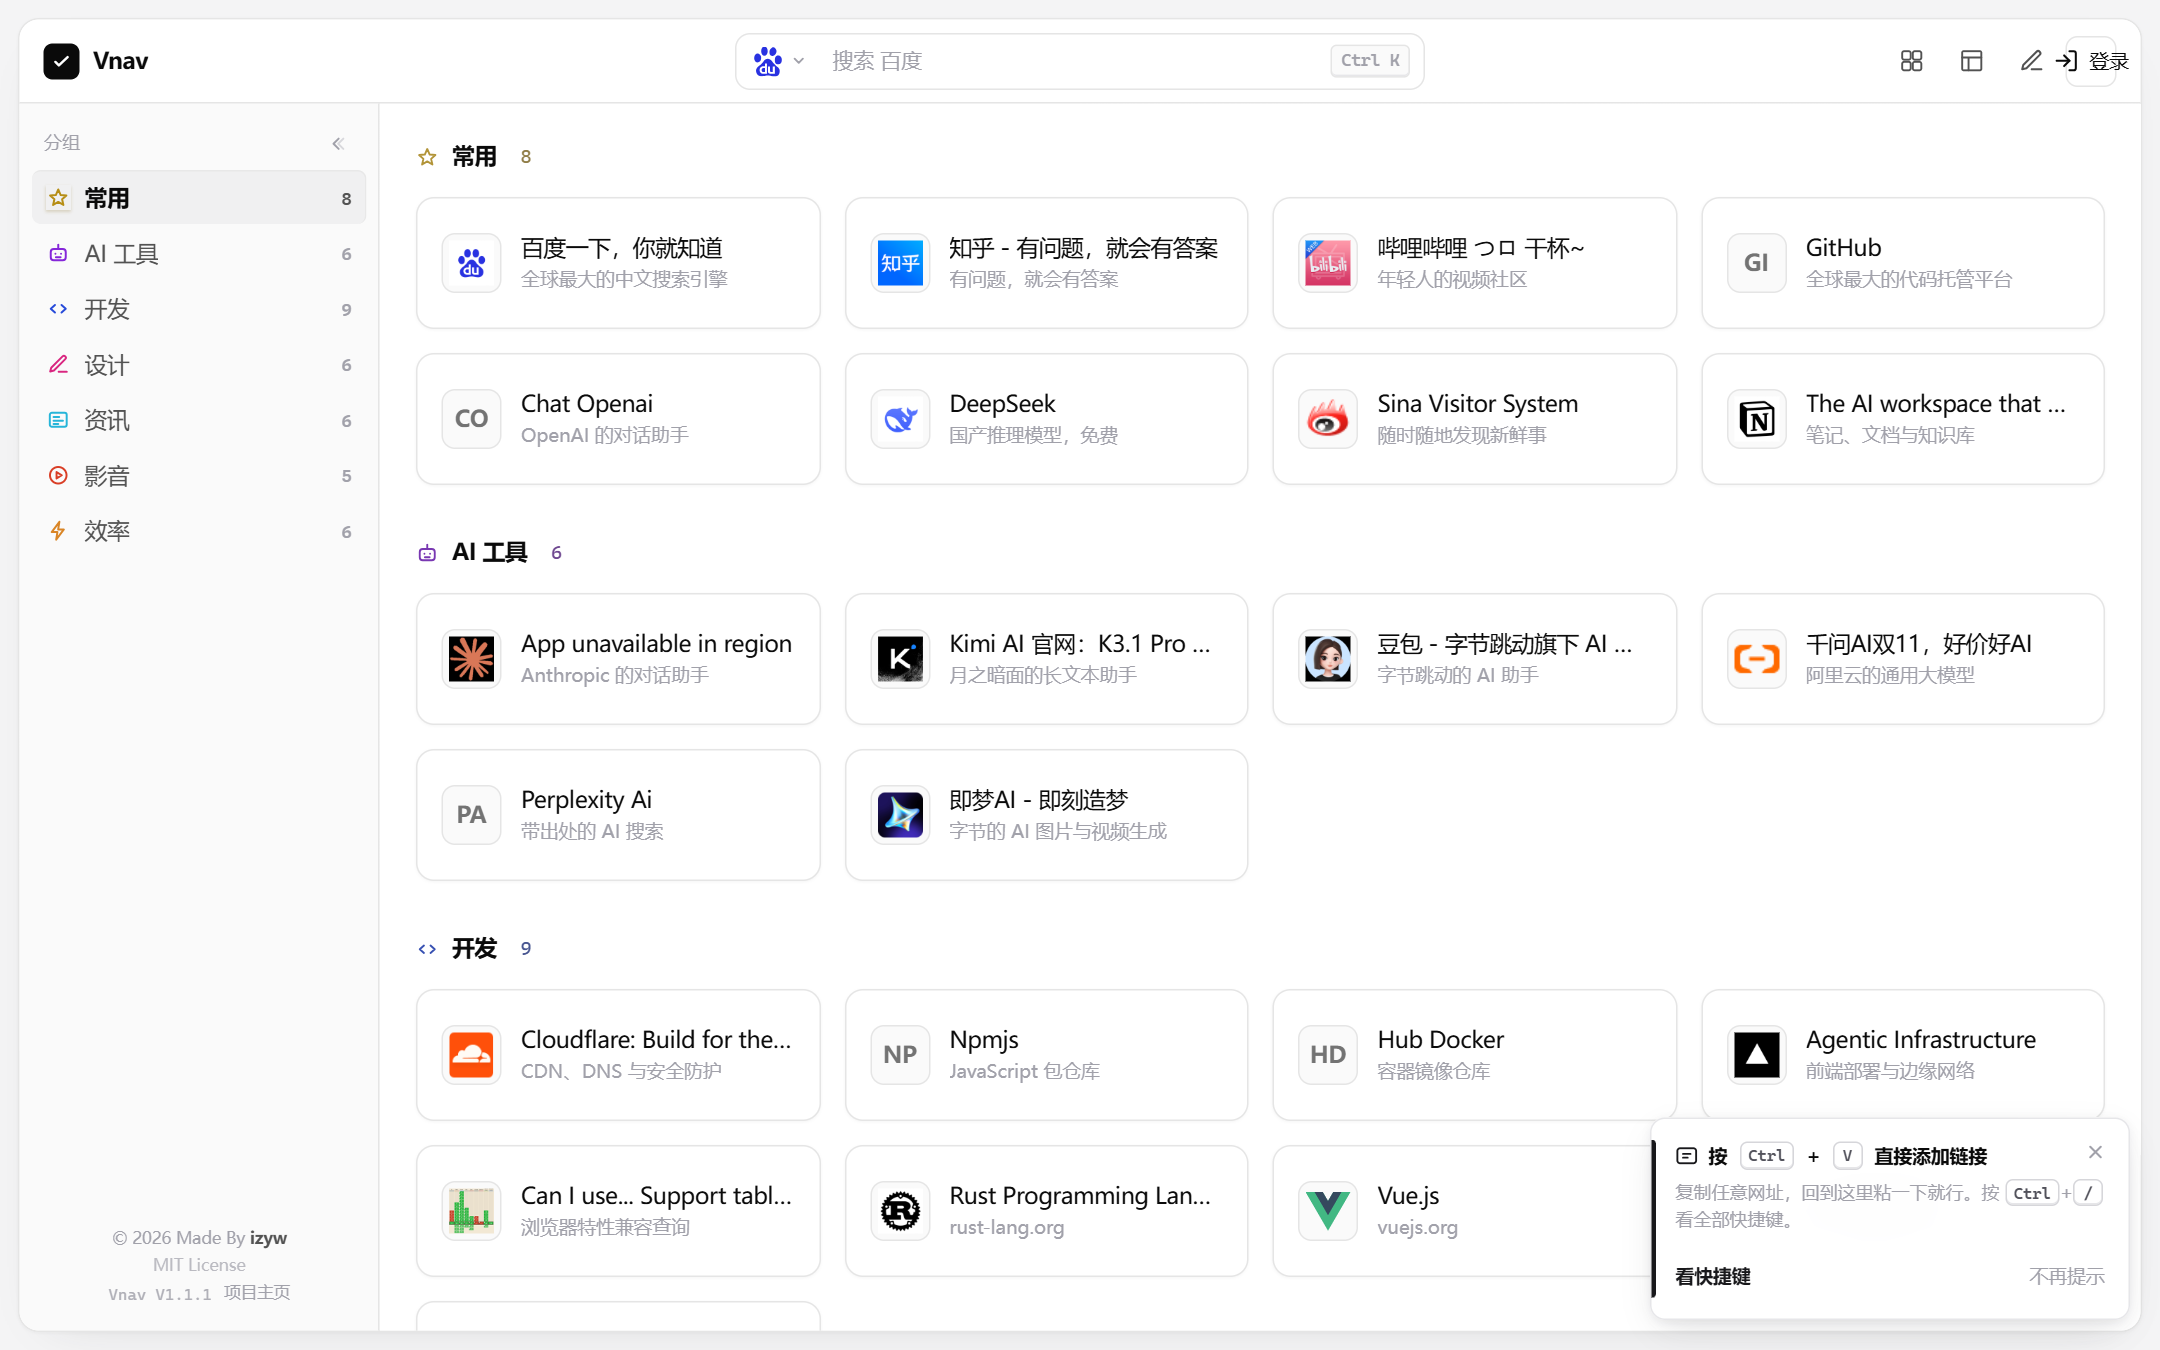 Vnav
搜索 百度
Ctrl K
登录
分组
常用 8
AI 工具 6
开发 9
设计 6
资讯 6
影音 5
效率 6
© 2026 Made By izyw
MIT License
Vnav V1.1.1 项目主页
常用 8
百度一下，你就知道
全球最大的中文搜索引擎
知乎
知乎 - 有问题，就会有答案
有问题，就会有答案
bilibili
哔哩哔哩 つロ 干杯~
年轻人的视频社区
GI
GitHub
全球最大的代码托管平台
CO
Chat Openai
OpenAI 的对话助手
DeepSeek
国产推理模型，免费
Sina Visitor System
随时随地发现新鲜事
The AI workspace that ...
笔记、文档与知识库
AI 工具 6
App unavailable in region
Anthropic 的对话助手
Kimi AI 官网：K3.1 Pro ...
月之暗面的长文本助手
豆包 - 字节跳动旗下 AI ...
字节跳动的 AI 助手
千问AI双11，好价好AI
阿里云的通用大模型
PA
Perplexity Ai
带出处的 AI 搜索
即梦AI - 即刻造梦
字节的 AI 图片与视频生成
开发 9
Cloudflare: Build for the...
CDN、DNS 与安全防护
NP
Npmjs
JavaScript 包仓库
HD
Hub Docker
容器镜像仓库
Agentic Infrastructure
前端部署与边缘网络
Can I use... Support tabl...
浏览器特性兼容查询
Rust Programming Lan...
rust-lang.org
Vue.js
vuejs.org
按 Ctrl + V 直接添加链接
复制任意网址，回到这里粘一下就行。按 Ctrl + /
看全部快捷键。
看快捷键
不再提示